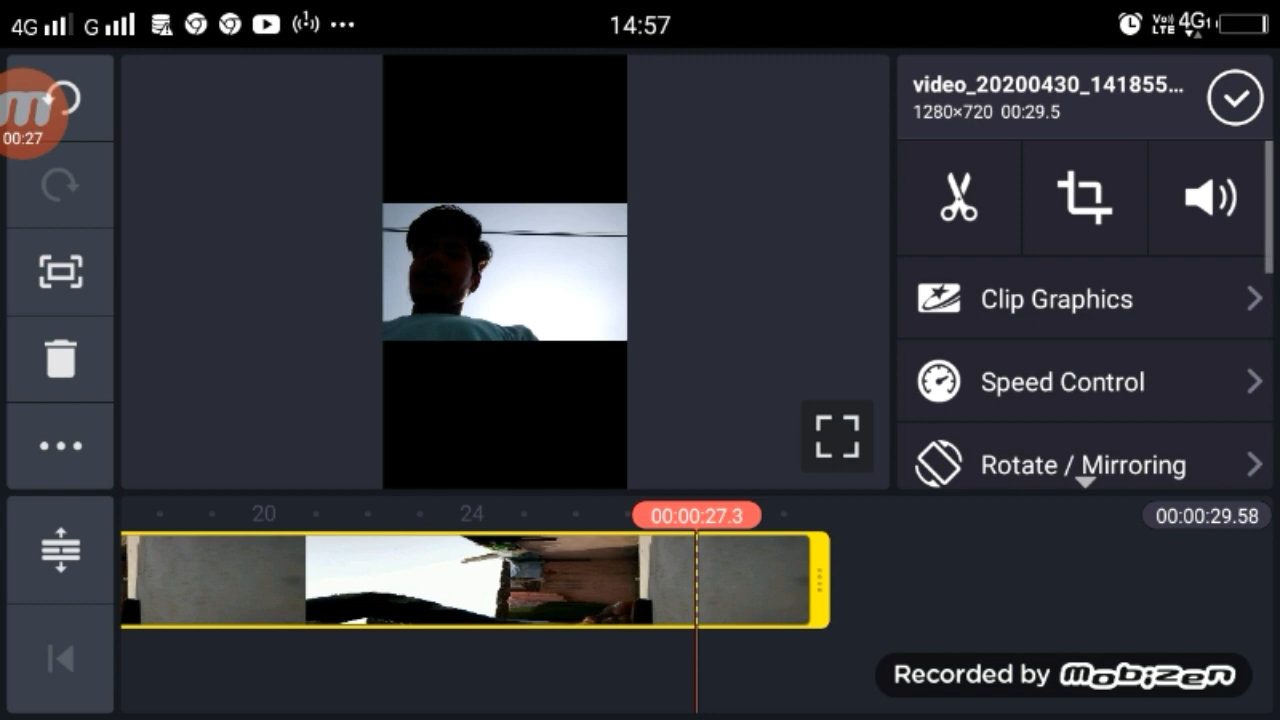 4G G 14:57 Vo) LTE 4G
00:27
video_20200430_141855...
1280×720 00:29.5
Clip Graphics
Speed Control
Rotate / Mirroring
20 24 00:00:27.3 00:00:29.58
Recorded by mobizen